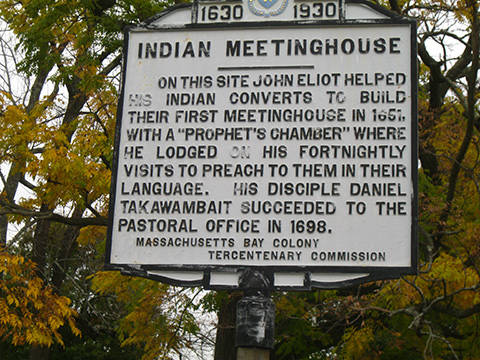 1630 1930
INDIAN MEETINGHOUSE
ON THIS SITE JOHN ELIOT HELPED
HIS INDIAN CONVERTS TO BUILD
THEIR FIRST MEETINGHOUSE IN 1651,
WITH A "PROPHET'S CHAMBER" WHERE
HE LODGED ON HIS FORTNIGHTLY
VISITS TO PREACH TO THEM IN THEIR
LANGUAGE. HIS DISCIPLE DANIEL
TAKAWAMBAIT SUCCEEDED TO THE
PASTORAL OFFICE IN 1698.
MASSACHUSETTS BAY COLONY
TERCENTENARY COMMISSION